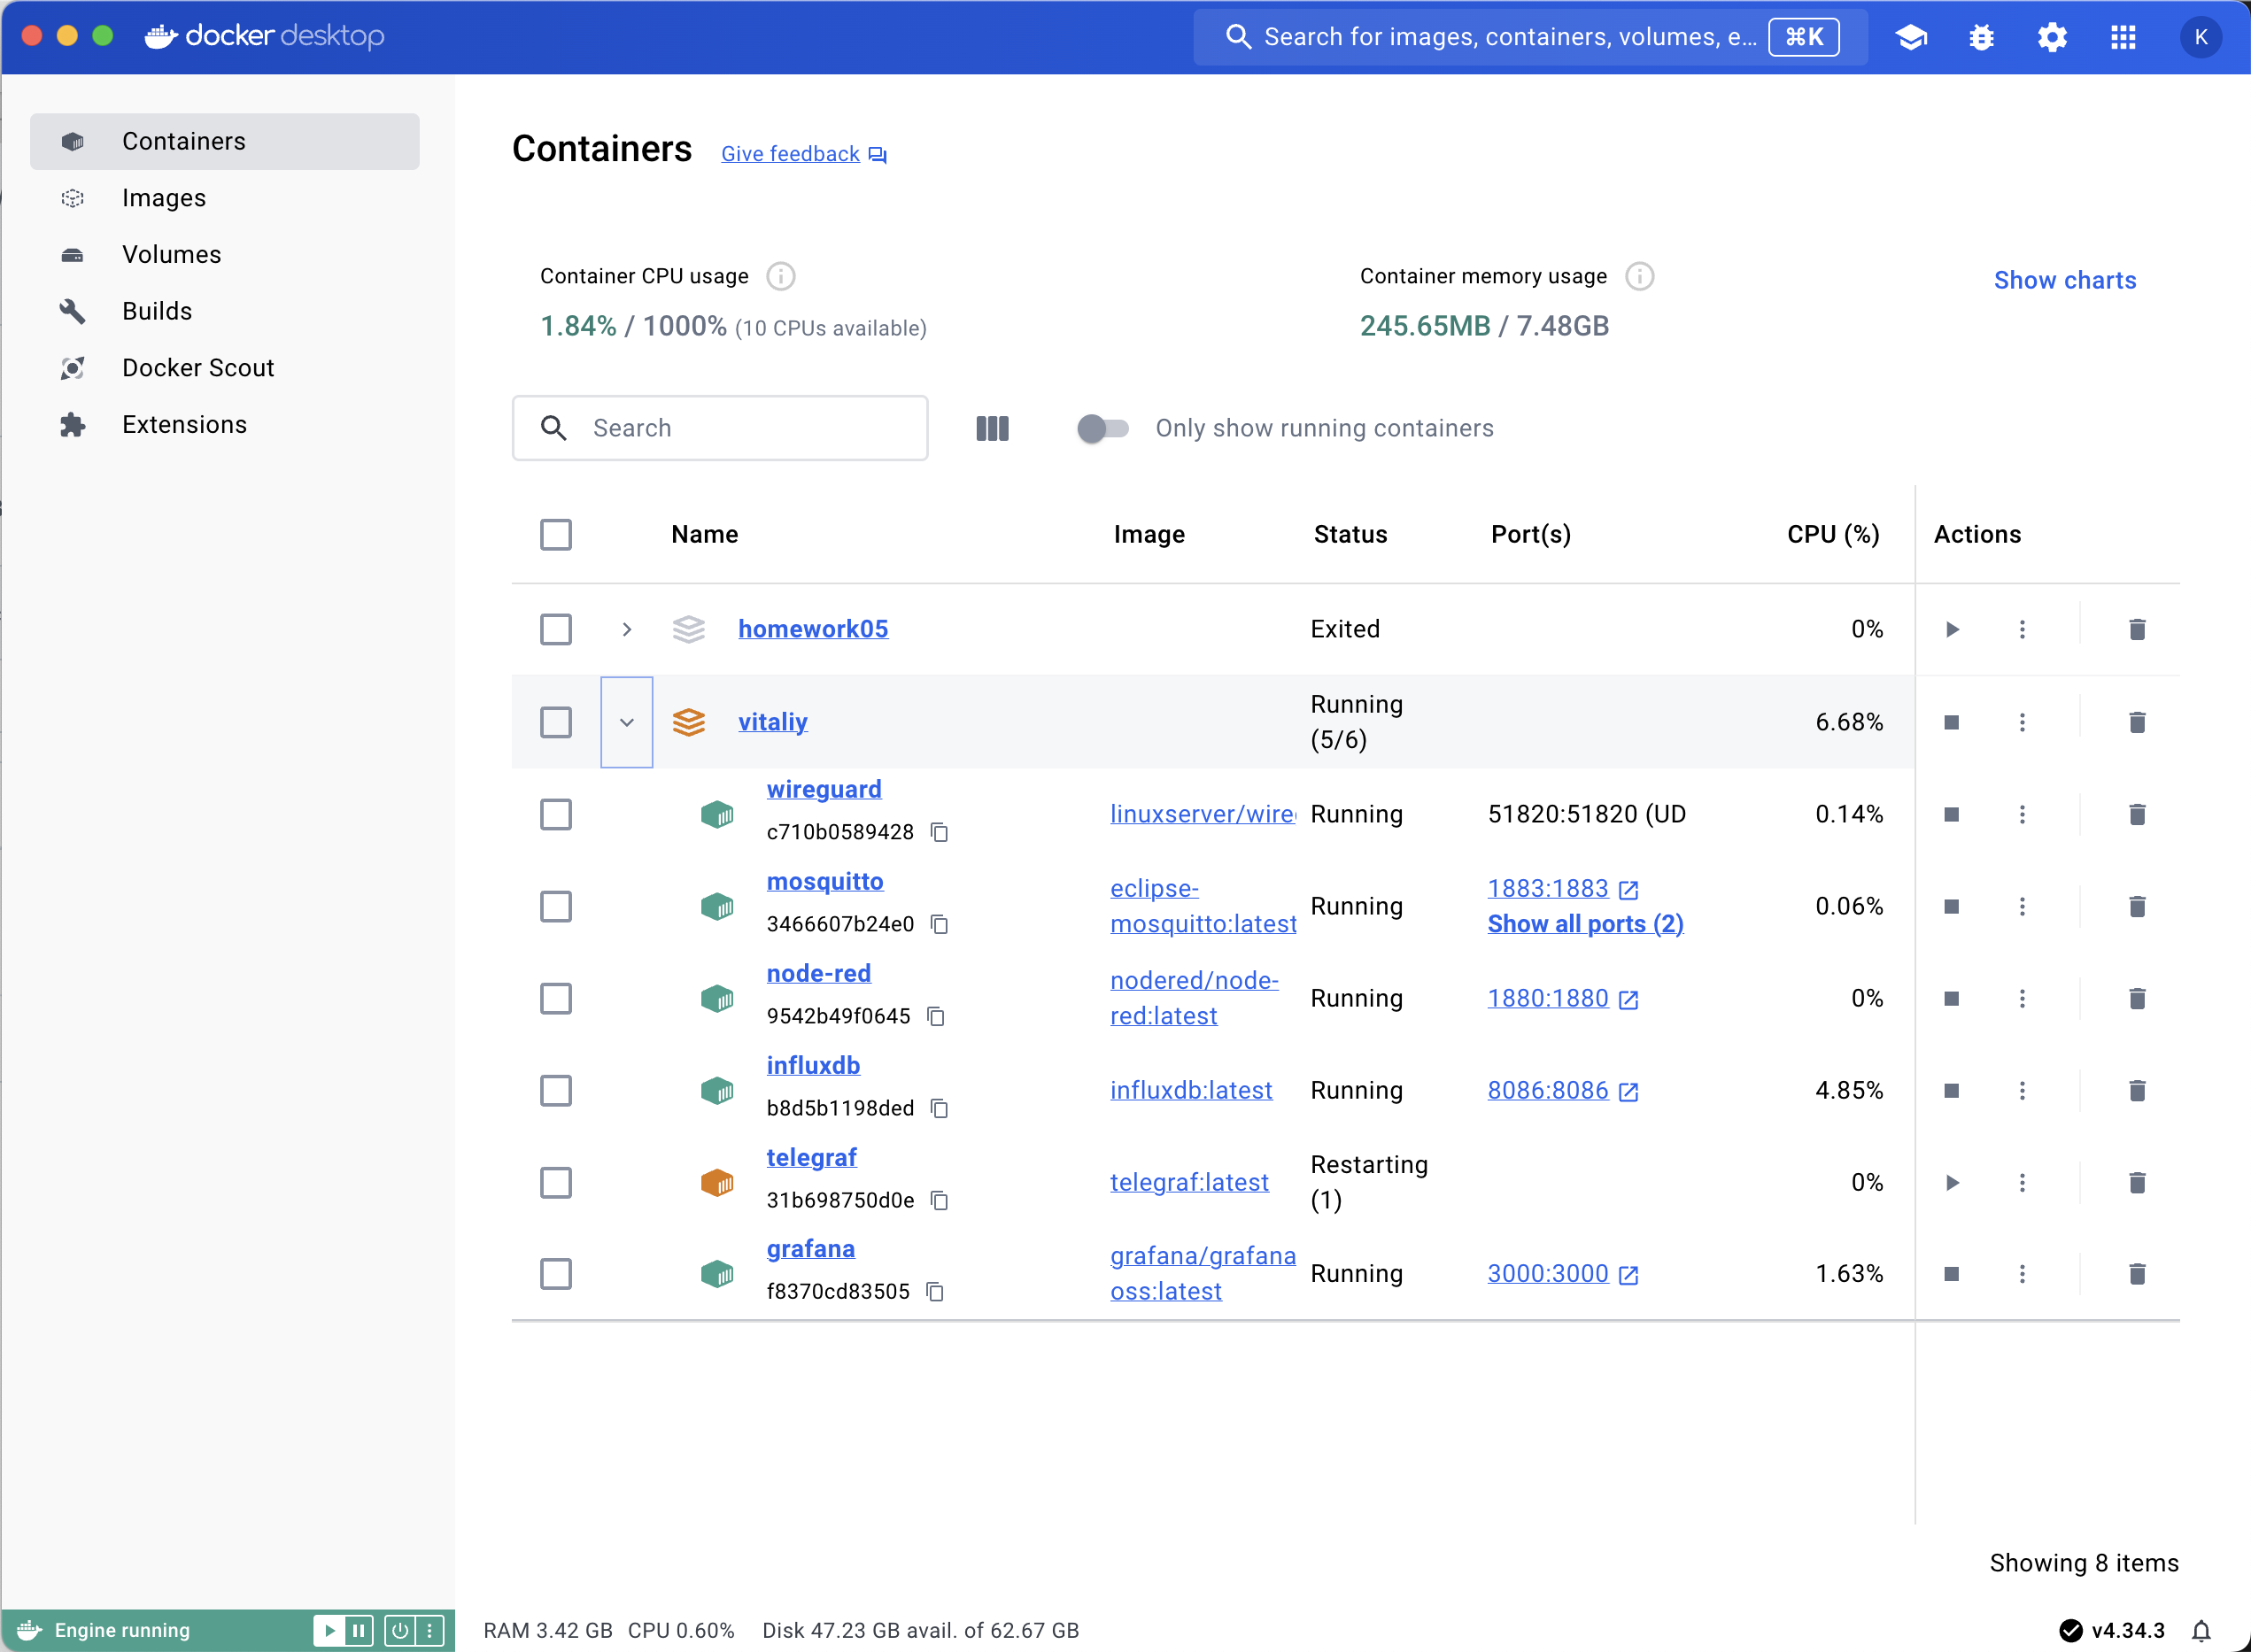 docker desktop
Search for images, containers, volumes, e... ⌘K
K
Containers
Images
Volumes
Builds
Docker Scout
Extensions
Containers Give feedback
Container CPU usage
1.84% / 1000% (10 CPUs available)
Container memory usage
245.65MB / 7.48GB
Show charts
Search
Only show running containers
Name Image Status Port(s) CPU (%) Actions
homework05 Exited 0%
vitaliy Running (5/6) 6.68%
wireguard
c710b0589428
linuxserver/wire Running 51820:51820 (UD 0.14%
mosquitto
3466607b24e0
eclipse-
mosquitto:latest
Running
1883:1883
Show all ports (2)
0.06%
node-red
9542b49f0645
nodered/node-
red:latest
Running 1880:1880 0%
influxdb
b8d5b1198ded
influxdb:latest Running 8086:8086 4.85%
telegraf
31b698750d0e
telegraf:latest
Restarting
(1)
0%
grafana
f8370cd83505
grafana/grafana
oss:latest
Running 3000:3000 1.63%
Showing 8 items
Engine running
RAM 3.42 GB CPU 0.60% Disk 47.23 GB avail. of 62.67 GB
v4.34.3